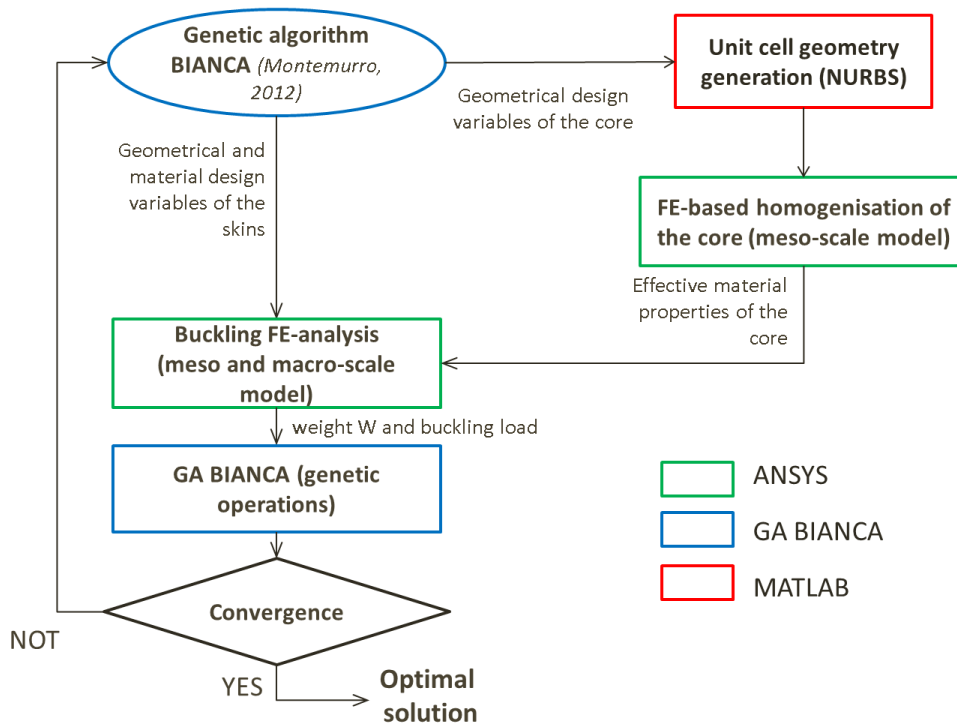 Genetic algorithm
BIANCA (Montemurro,
2012)
Unit cell geometry
generation (NURBS)
Geometrical design
variables of the core
Geometrical and
material design
variables of the
skins
FE-based homogenisation of
the core (meso-scale model)
Effective material
properties of the
core
Buckling FE-analysis
(meso and macro-scale
model)
weight W and buckling load
GA BIANCA (genetic
operations)
ANSYS
GA BIANCA
MATLAB
Convergence
NOT
YES
Optimal
solution